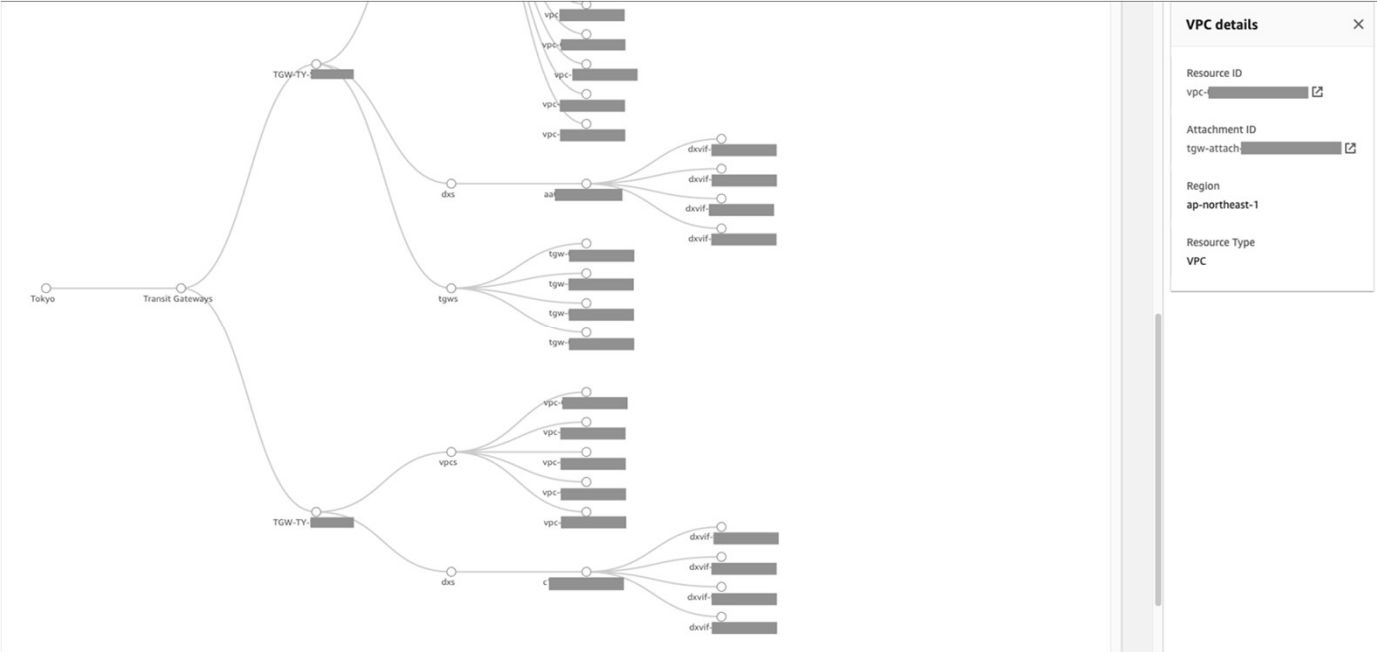 vpc
vpc-
vpc-
vpc-
vpc-
TGW-TY-
dxvif-
dxvif-
dxvif-
dxvif-
dxs
aa
tgw-
tgw-
tgw-
tgw-
tgws
Tokyo
Transit Gateways
vpc-
vpc-
vpc-
vpc-
vpc-
vpcs
TGW-TY-
dxvif-
dxvif-
dxvif-
dxvif-
dxs
c
VPC details
Resource ID
vpc-
Attachment ID
tgw-attach-
Region
ap-northeast-1
Resource Type
VPC